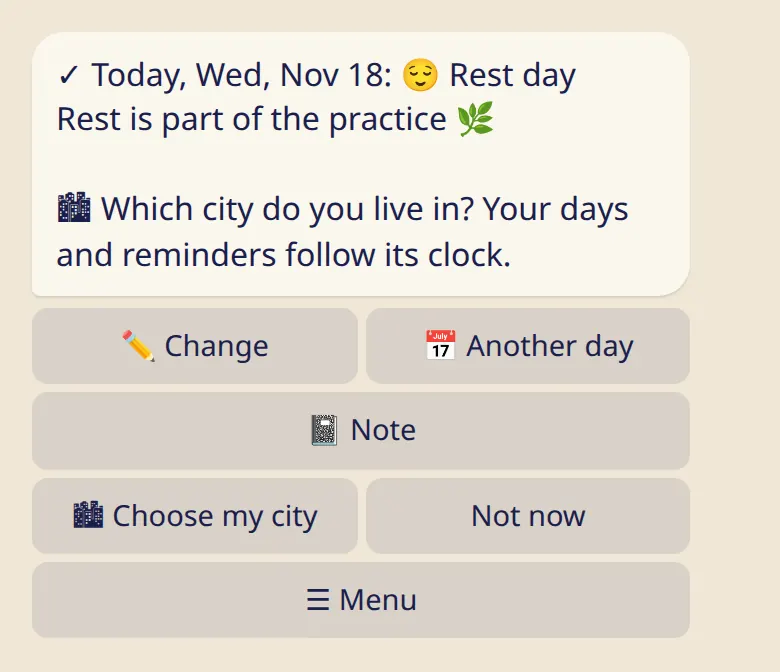 ✓ Today, Wed, Nov 18: 😌 Rest day
Rest is part of the practice 🌿
🏙 Which city do you live in? Your days
and reminders follow its clock.
✏️ Change
📅 Another day
📓 Note
🏙 Choose my city
Not now
☰ Menu